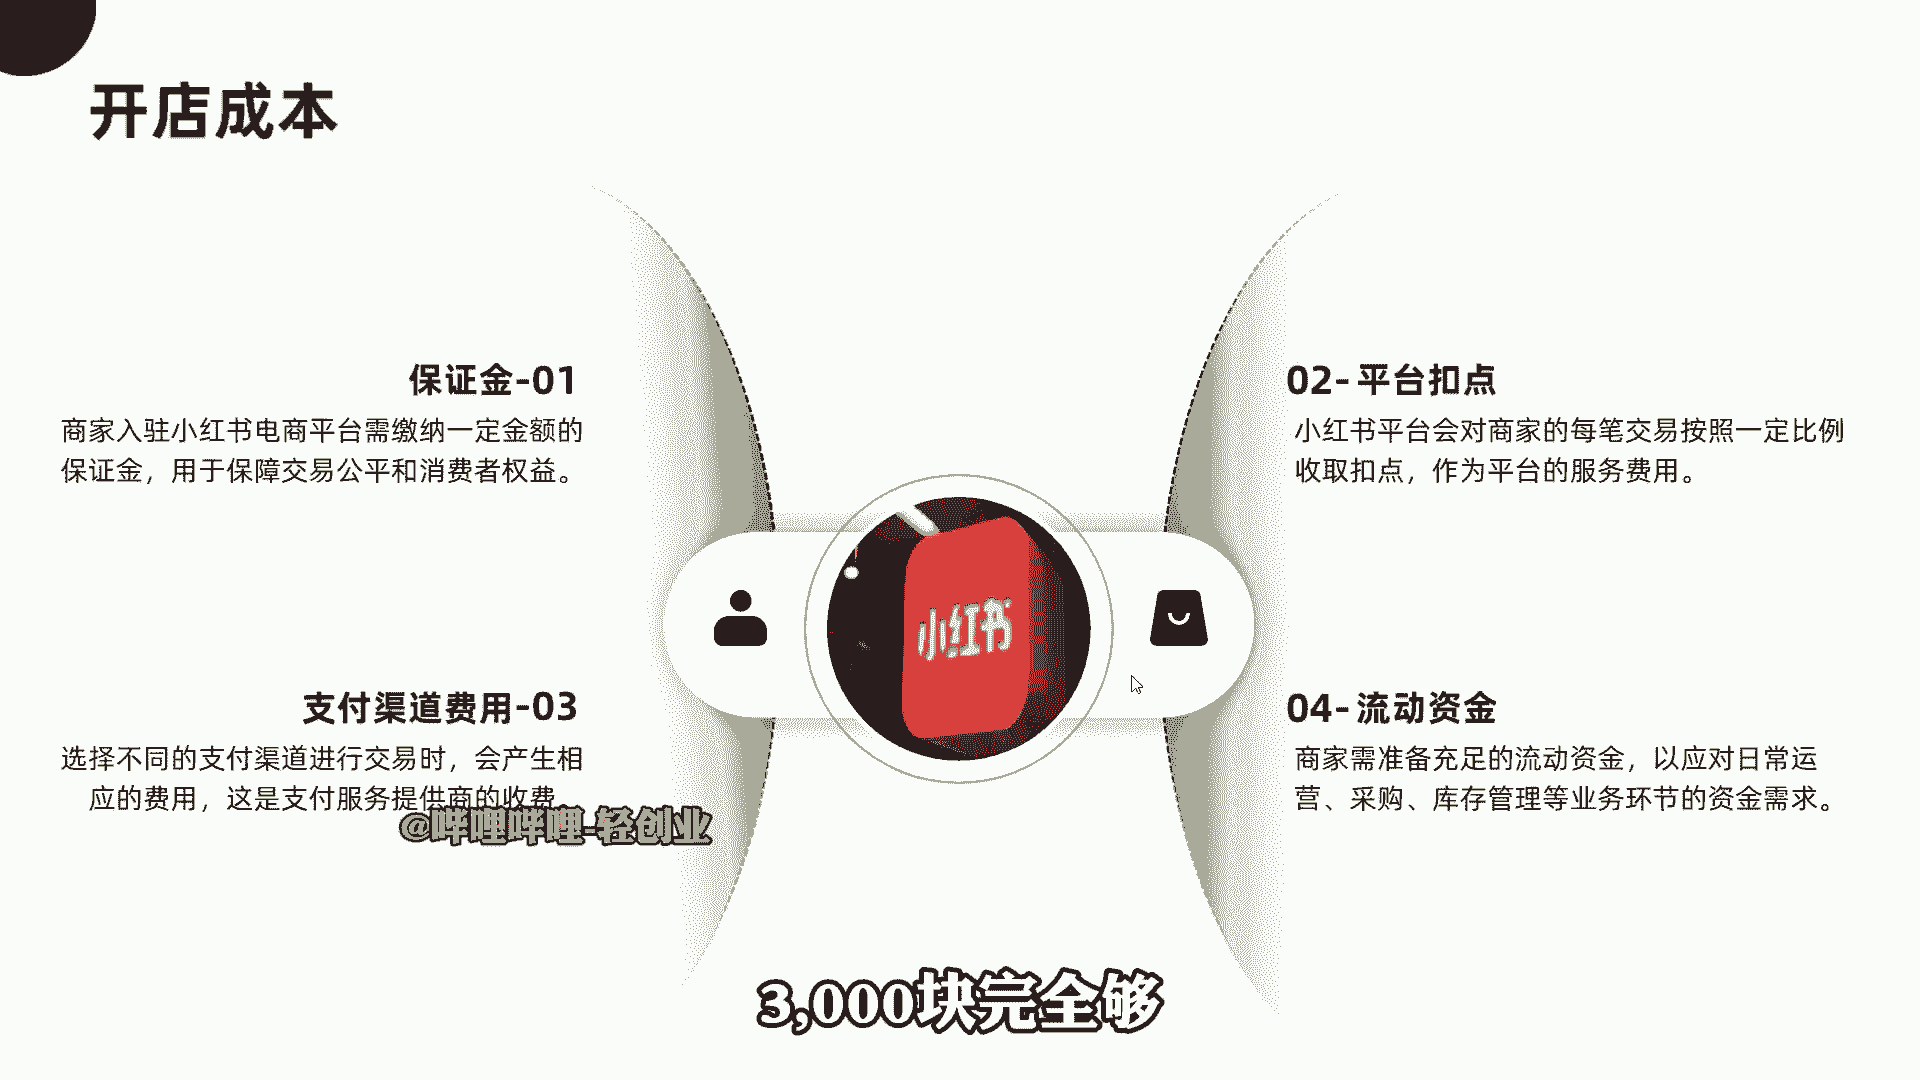 开店成本
保证金-01
商家入驻小红书电商平台需缴纳一定金额的
保证金，用于保障交易公平和消费者权益。
02-平台扣点
小红书平台会对商家的每笔交易按照一定比例
收取扣点，作为平台的服务费用。
小红书
支付渠道费用-03
选择不同的支付渠道进行交易时，会产生相
应的费用，这是支付服务提供商的收费。
04-流动资金
商家需准备充足的流动资金，以应对日常运
营、采购、库存管理等业务环节的资金需求。
@哔哩哔哩-轻创业
3,000块完全够